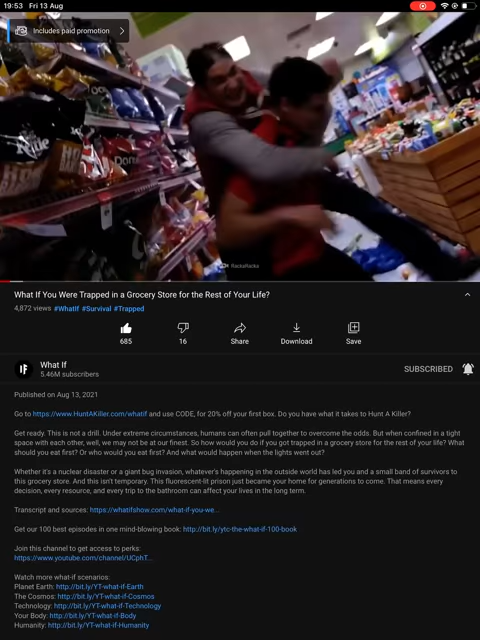 19:53 Fri 13 Aug
Includes paid promotion
RackaRacka
What If You Were Trapped in a Grocery Store for the Rest of Your Life?
4,872 views #WhatIf #Survival #Trapped
685 16 Share Download Save
IF What If
5.46M subscribers
SUBSCRIBED
Published on Aug 13, 2021
Go to https://www.HuntAKiller.com/whatif and use CODE, for 20% off your first box. Do you have what it takes to Hunt A Killer?
Get ready. This is not a drill. Under extreme circumstances, humans can often pull together to overcome the odds. But when confined in a tight
space with each other, well, we may not be at our finest. So how would you do if you got trapped in a grocery store for the rest of your life? What
should you eat first? Or who would you eat first? And what would happen when the lights went out?
Whether it's a nuclear disaster or a giant bug invasion, whatever's happening in the outside world has led you and a small band of survivors to
this grocery store. And this isn't temporary. This fluorescent-lit prison just became your home for generations to come. That means every
decision, every resource, and every trip to the bathroom can affect your lives in the long term.
Transcript and sources: https://whatifshow.com/what-if-you-we...
Get our 100 best episodes in one mind-blowing book: http://bit.ly/ytc-the-what-if-100-book
Join this channel to get access to perks:
https://www.youtube.com/channel/UCphT...
Watch more what-if scenarios:
Planet Earth: http://bit.ly/YT-what-if-Earth
The Cosmos: http://bit.ly/YT-what-if-Cosmos
Technology: http://bit.ly/YT-what-if-Technology
Your Body: http://bit.ly/YT-what-if-Body
Humanity: http://bit.ly/YT-what-if-Humanity